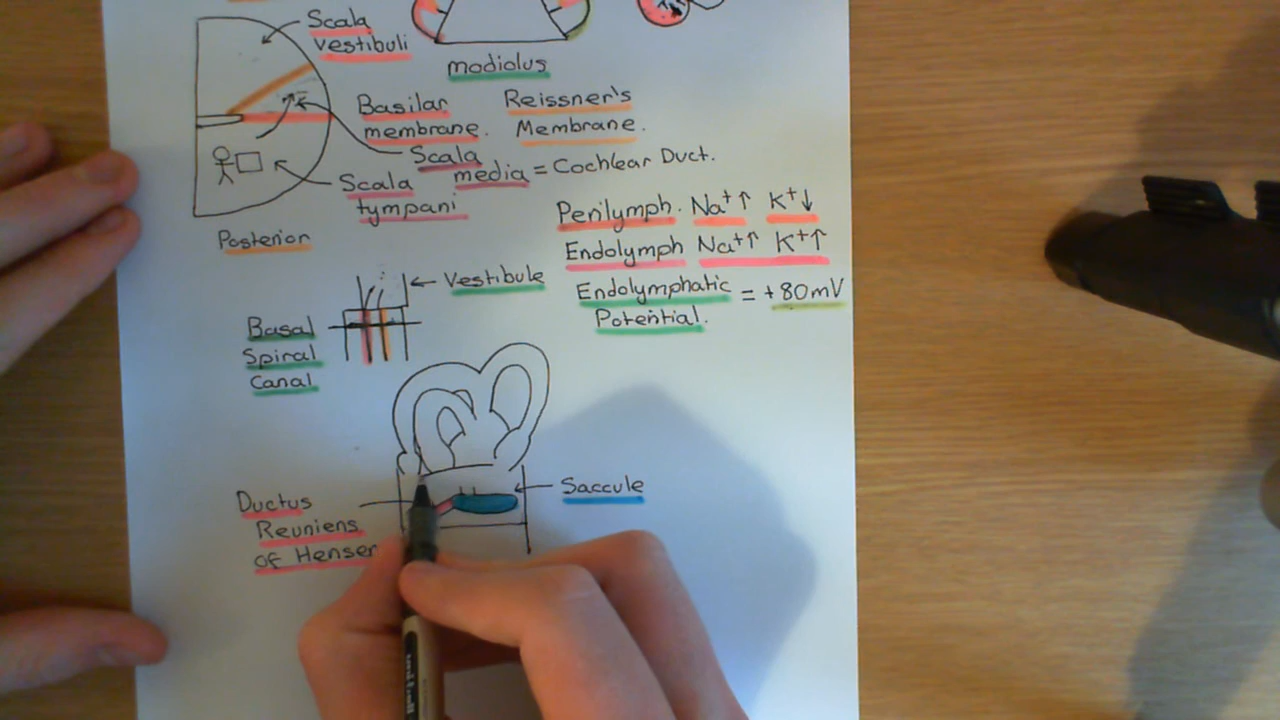 Scala
vestibuli
modiolus
Basilar
membrane.
Reissner's
Membrane.
Scala
media = Cochlear Duct.
Scala
tympani
Posterior
Perilymph. Na⁺↑ K⁺↓
Endolymph Na⁺↑ K⁺↑
Endolymphatic
Potential.
= +80mV
Vestibule
Basal
Spiral
Canal
Saccule
Ductus
Reuniens
of Henser